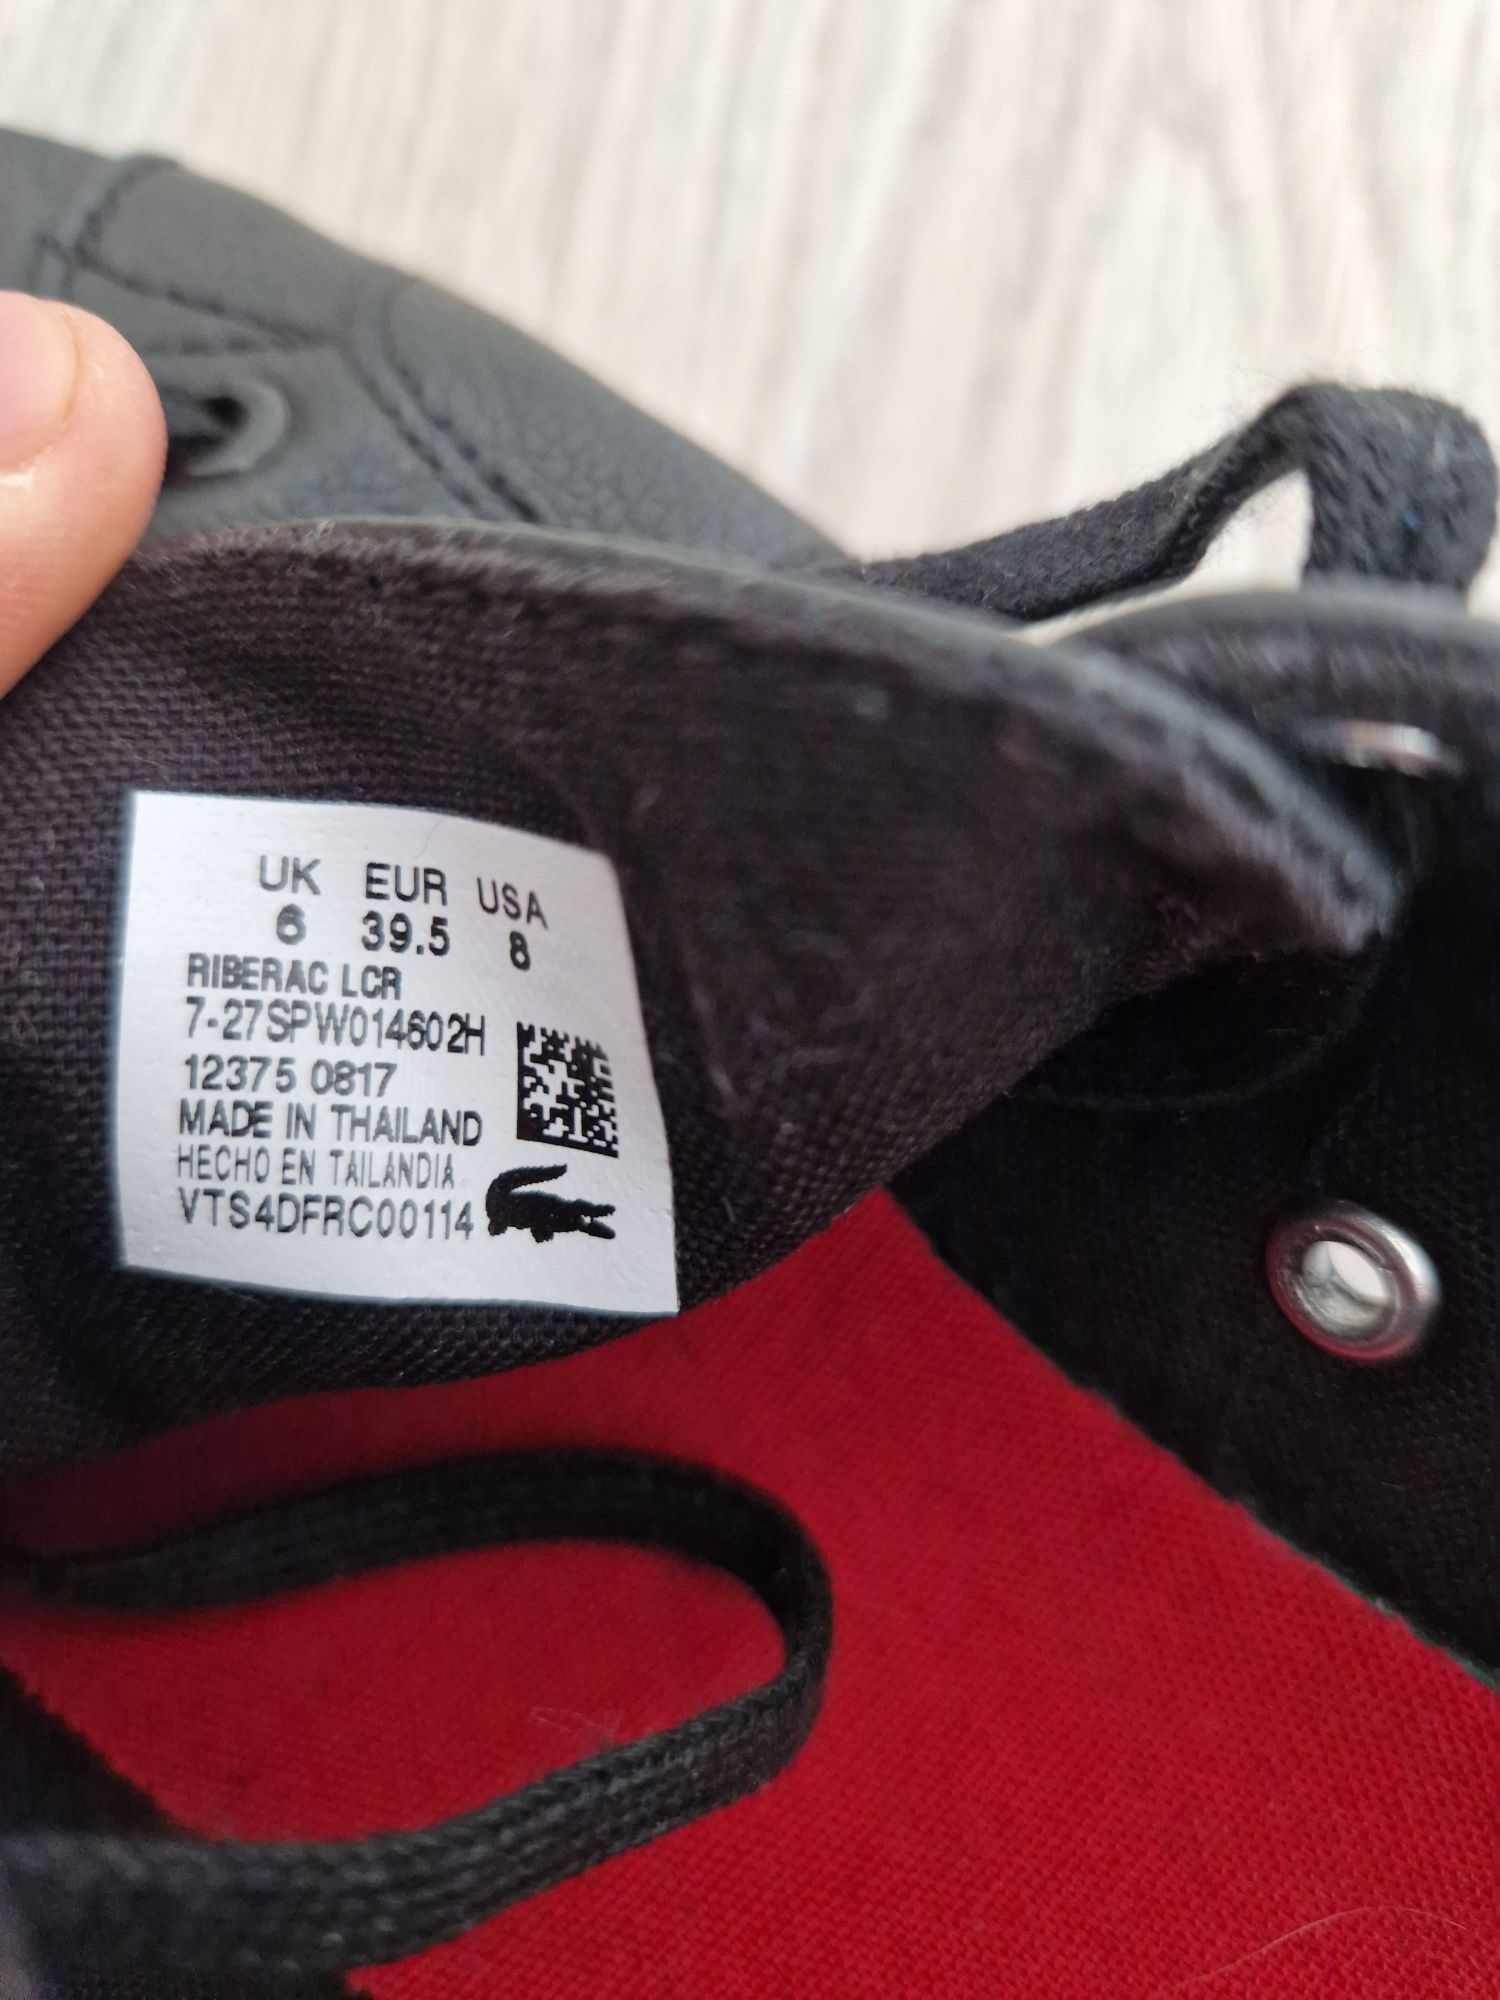 UK EUR USA
6 39.5 8
RIBERAC LCR
7-27SPW014602H
12375 0817
MADE IN THAILAND
HECHO EN TAILANDIA
VTS4DFRC00114